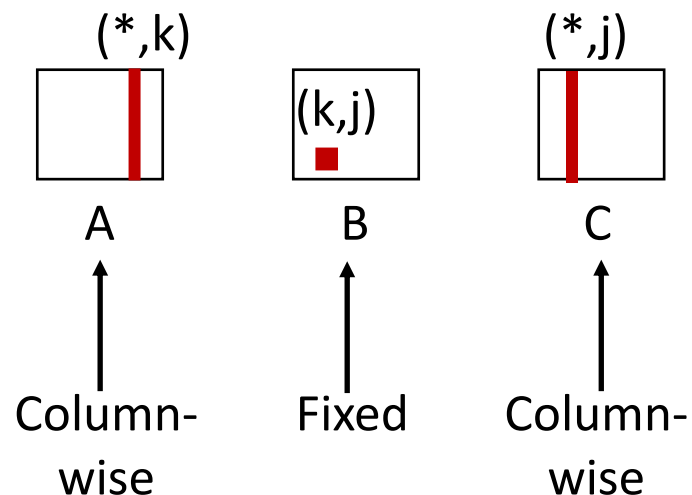 (*,k)
(*,j)
(k,j)
A
B
C
Column-
wise
Fixed
Column-
wise